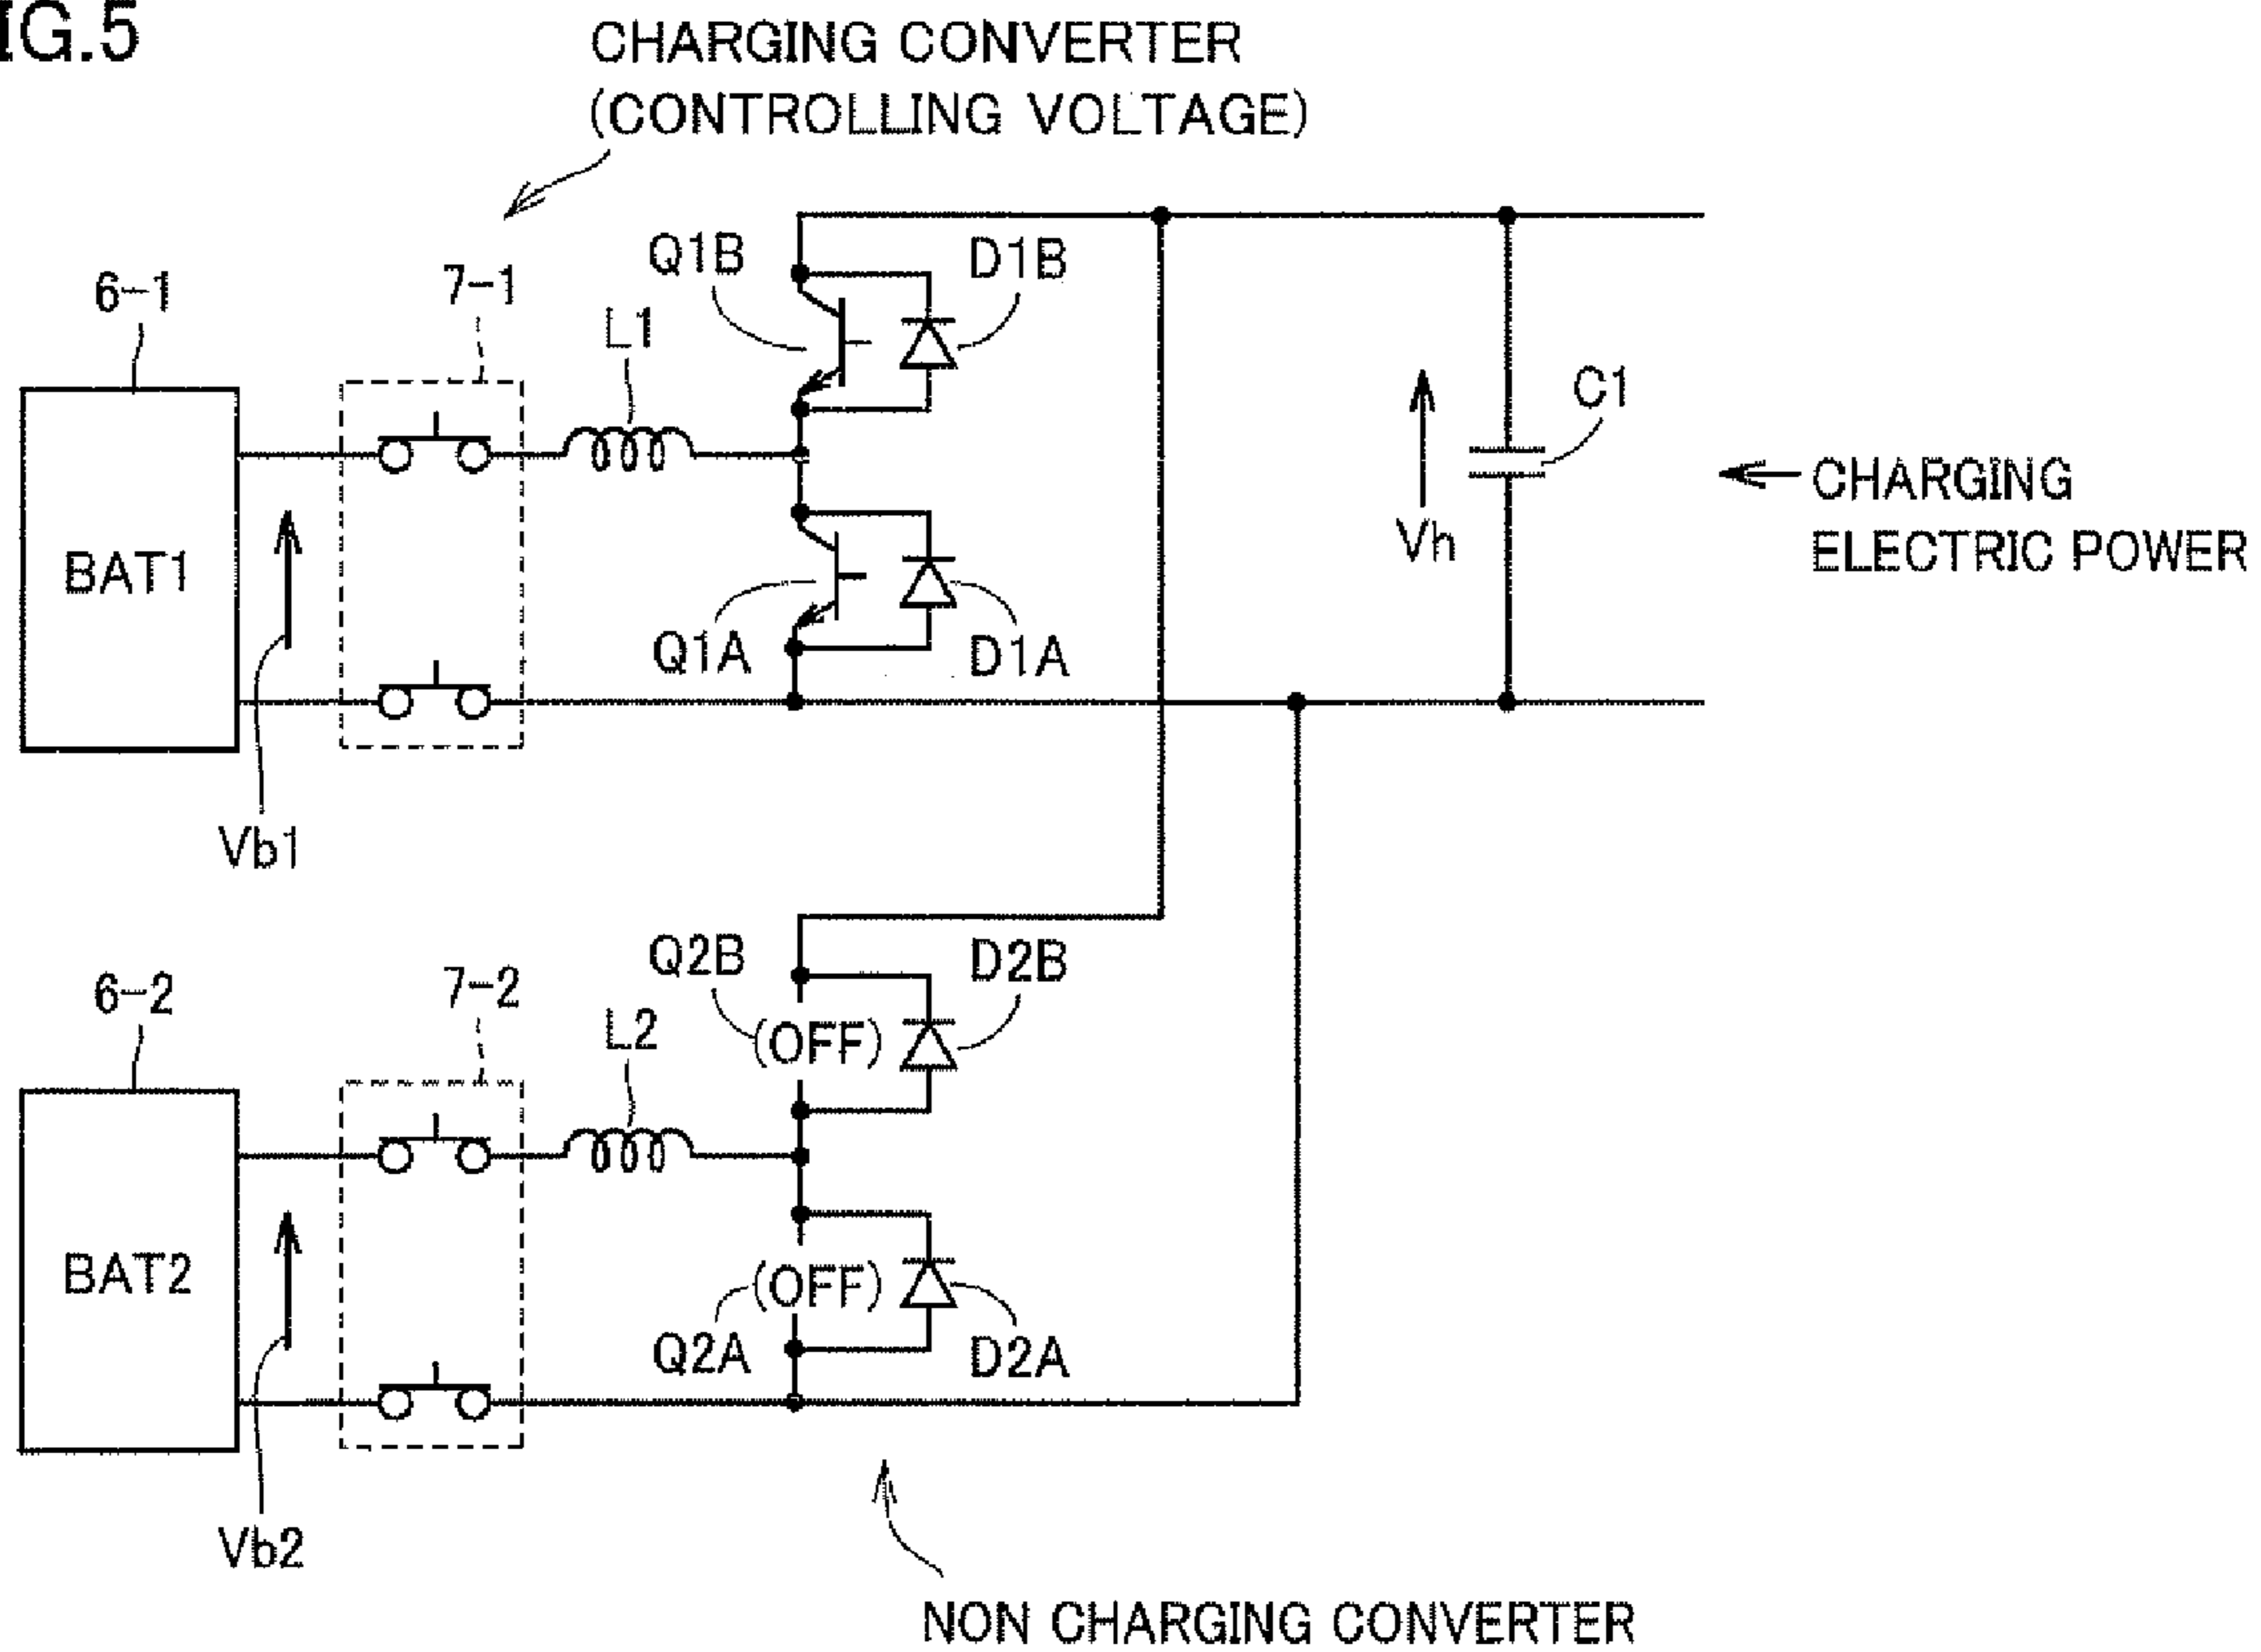 IG.5
CHARGING CONVERTER
(CONTROLLING VOLTAGE)
Q1B
D1B
6-1
7-1
L1
C1
BAT1
Vh
CHARGING
ELECTRIC POWER
Q1A
D1A
Vb1
Q2B
D2B
6-2
7-2
L2
(OFF)
BAT2
(OFF)
Q2A
D2A
Vb2
NON CHARGING CONVERTER